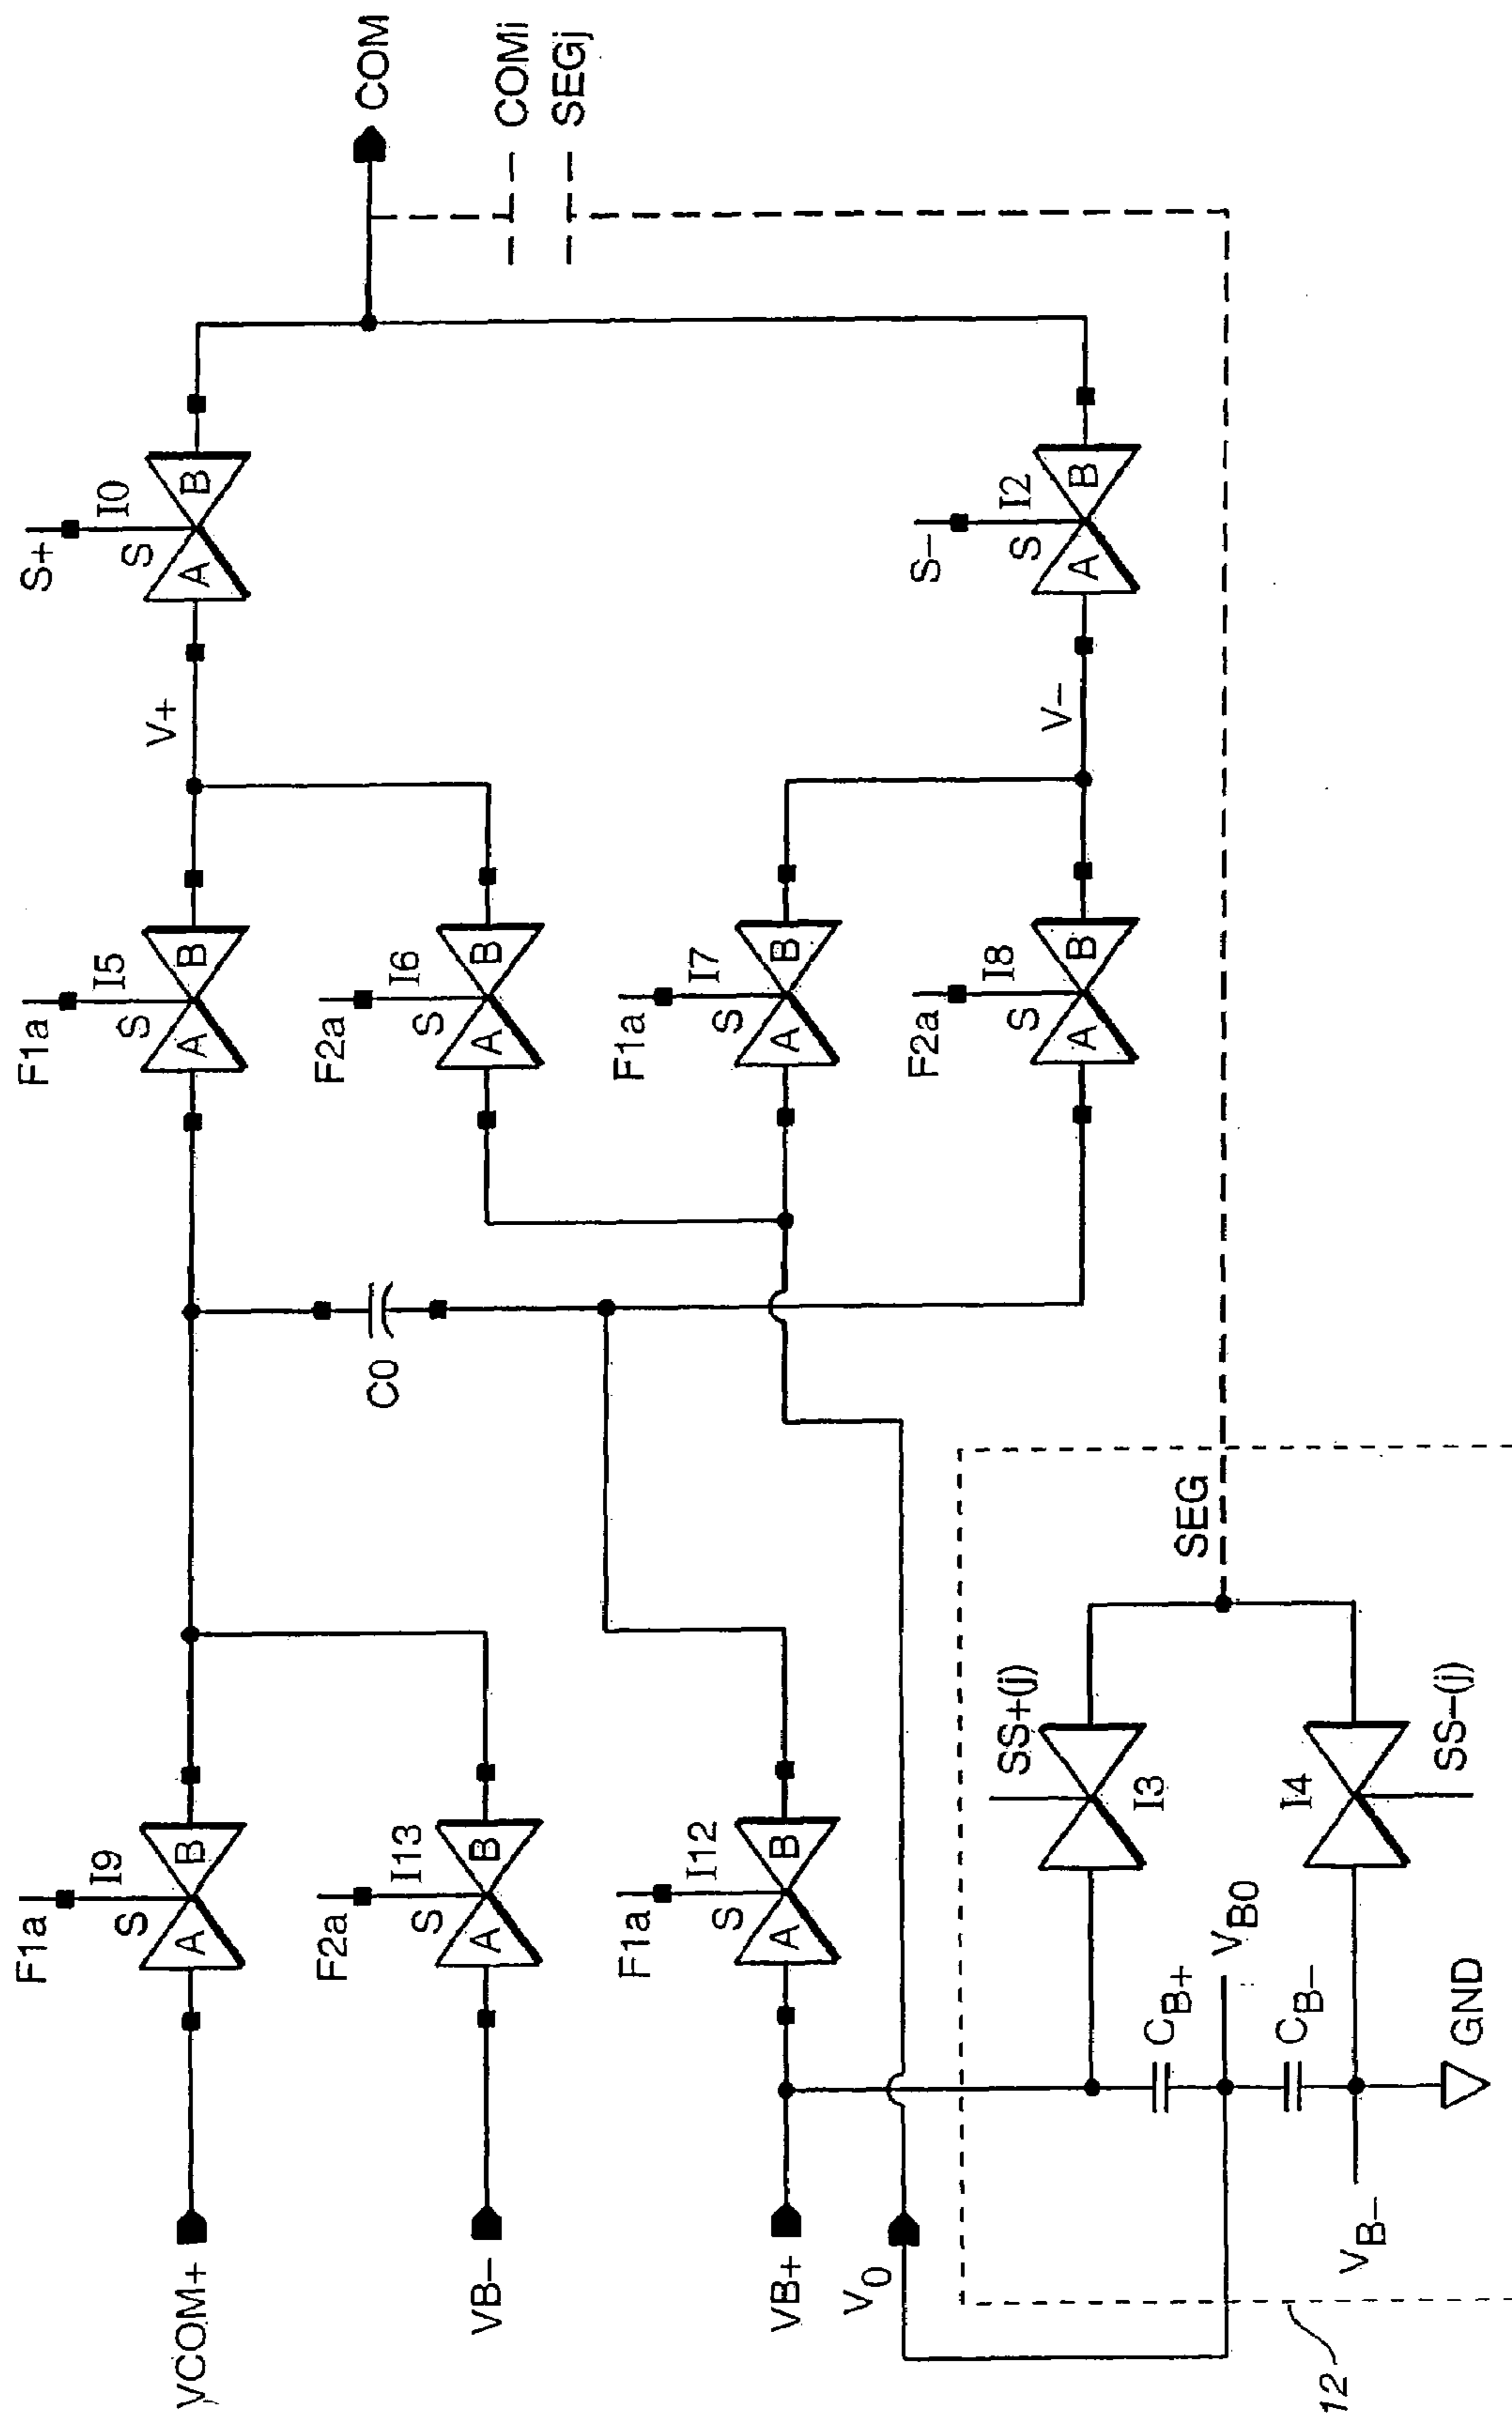 F1a
F1a
S+
I9
I5
I0
S
S
S
V+
VCOM+
A
B
A
B
A
B
F2a
F2a
COM
I13
I6
C0
S
S
VB−
A
B
A
B
COMi
SEGj
F1a
F1a
I12
I7
S
S
VB+
A
B
A
B
V0
F2a
S−
I8
I2
S
S
V−
A
B
A
B
SS+(j)
I3
CB+
SEG
VB0
CB−
I4
12
VB−
SS−(j)
GND